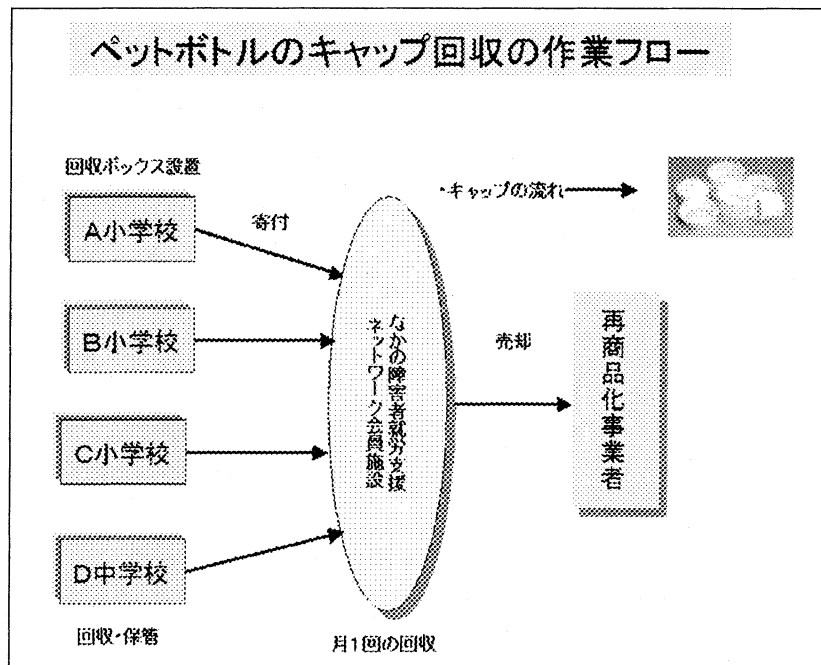 ペットボトルのキャップ回収の作業フロー
回収ボックス設置
・キャップの流れ
A小学校
寄付
B小学校
C小学校
D中学校
なかの障害者就労支援
ネットワーク会員施設
売却
再商品化事業者
回収・保管
月1回の回収